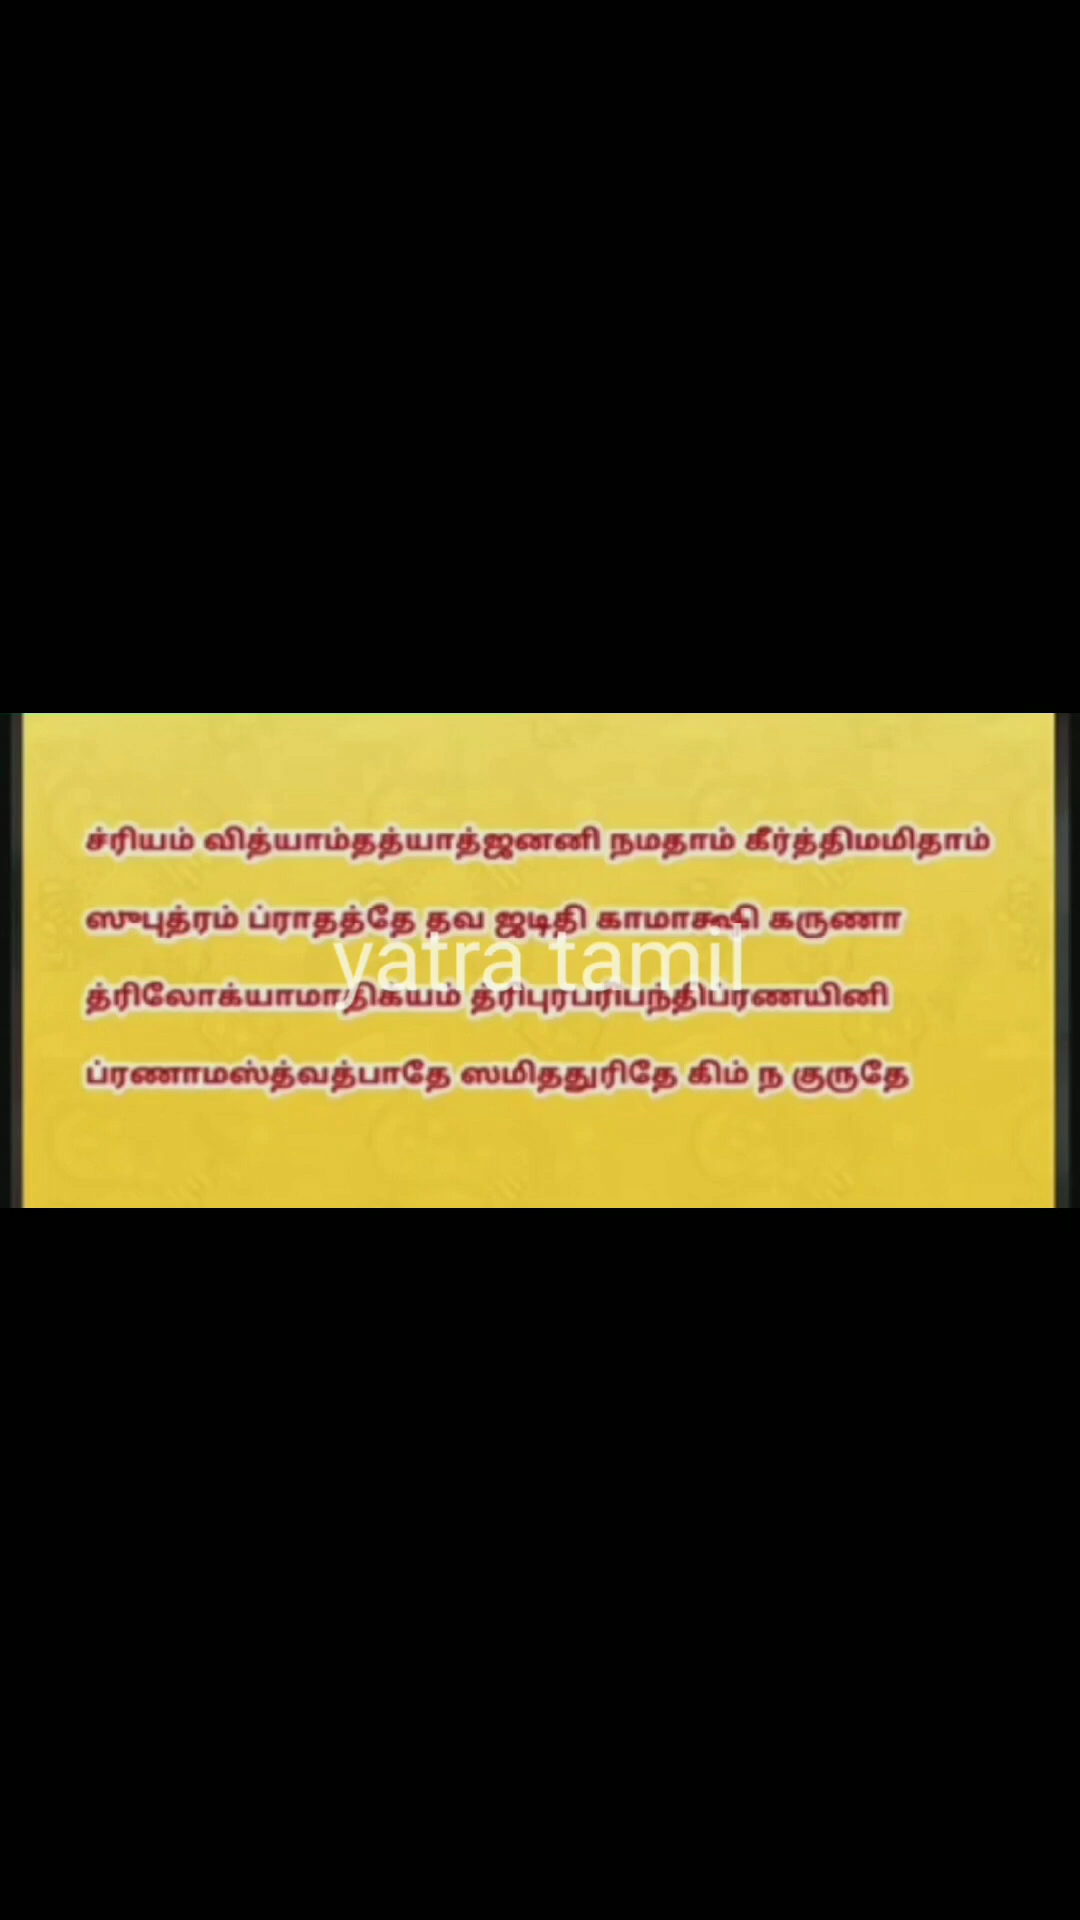 ச்ரியம் வித்யாம்தத்யாத்ஜனனி நமதாம் கீர்த்திமமிதாம்
ஸுபுத்ரம் ப்ராதத்தே தவ ஜடிதி காமாக்ஷி கருணா
yatra tamil
த்ரிலோக்யாமாதிக்யம் த்ரிபுரபரிபந்திப்ரணயினி
ப்ரணாமஸ்த்வத்பாதே ஸமிததுரிதே கிம் ந குருதே